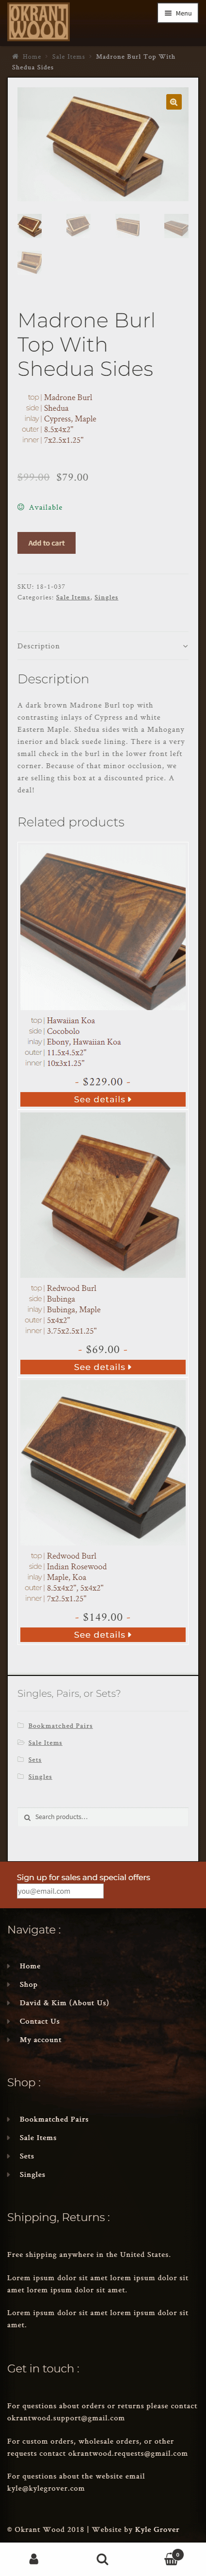 OKRANT
WOOD
Menu
Home › Sale Items › Madrone Burl Top With
Shedua Sides
Madrone Burl
Top With
Shedua Sides
top | Madrone Burl
side | Shedua
inlay | Cypress, Maple
outer | 8.5x4x2"
inner | 7x2.5x1.25"
$99.00 $79.00
Available
Add to cart
SKU: 18-1-037
Categories: Sale Items, Singles
Description
Description
A dark brown Madrone Burl top with
contrasting inlays of Cypress and white
Eastern Maple. Shedua sides with a Mahogany
inerior and black suede lining. There is a very
small check in the burl in the lower front left
corner. Because of that minor occlusion, we
are selling this box at a discounted price. A
deal!
Related products
top | Hawaiian Koa
side | Cocobolo
inlay | Ebony, Hawaiian Koa
outer | 11.5x4.5x2"
inner | 10x3x1.25"
- $229.00 -
See details
top | Redwood Burl
side | Bubinga
inlay | Bubinga, Maple
outer | 5x4x2"
inner | 3.75x2.5x1.25"
- $69.00 -
See details
top | Redwood Burl
side | Indian Rosewood
inlay | Maple, Koa
outer | 8.5x4x2", 5x4x2"
inner | 7x2.5x1.25"
- $149.00 -
See details
Singles, Pairs, or Sets?
Bookmatched Pairs
Sale Items
Sets
Singles
Search products…
Sign up for sales and special offers
you@email.com
Navigate :
Home
Shop
David & Kim (About Us)
Contact Us
My account
Shop :
Bookmatched Pairs
Sale Items
Sets
Singles
Shipping, Returns :
Free shipping anywhere in the United States.
Lorem ipsum dolor sit amet lorem ipsum dolor sit
amet lorem ipsum dolor sit amet.
Lorem ipsum dolor sit amet lorem ipsum dolor sit
amet.
Get in touch :
For questions about orders or returns please contact
okrantwood.support@gmail.com
For custom orders, wholesale orders, or other
requests contact okrantwood.requests@gmail.com
For questions about the website email
kyle@kylegrover.com
© Okrant Wood 2018 | Website by Kyle Grover
0